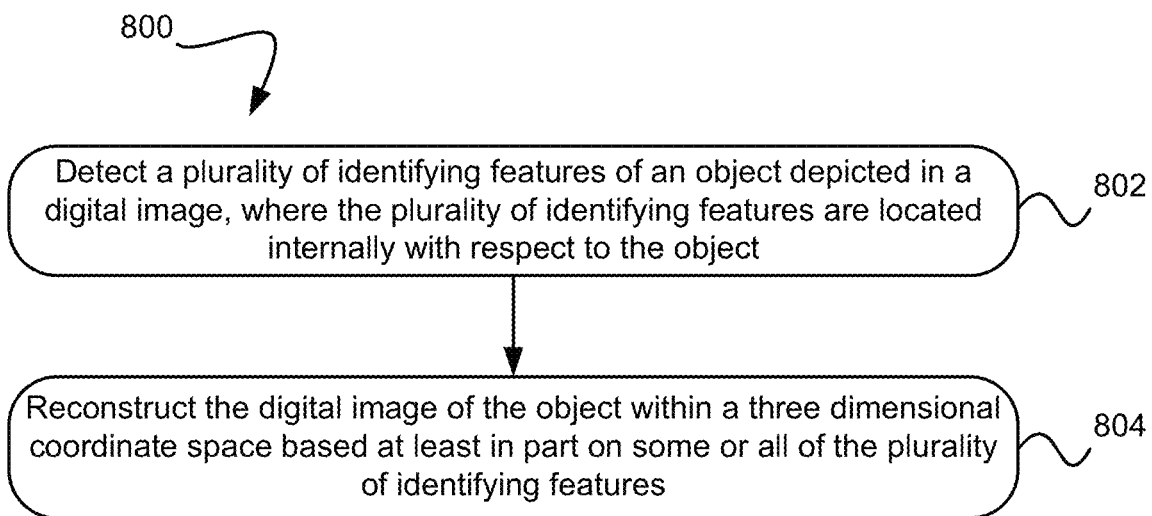 800
Detect a plurality of identifying features of an object depicted in a
digital image, where the plurality of identifying features are located
internally with respect to the object
802
Reconstruct the digital image of the object within a three dimensional
coordinate space based at least in part on some or all of the plurality
of identifying features
804